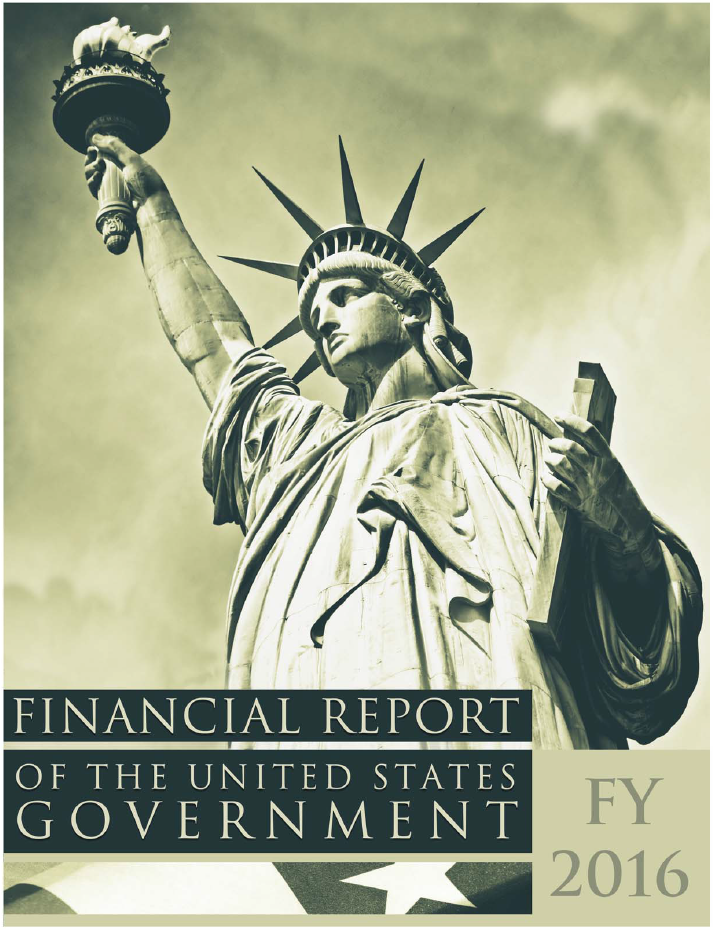 FINANCIAL REPORT
OF THE UNITED STATES
GOVERNMENT
FY
2016